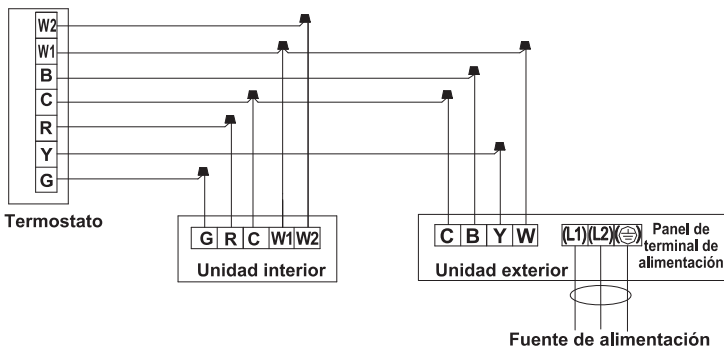 W2
W1
B
C
R
Y
G
Termostato
G R C W1 W2
Unidad interior
C B Y W
Unidad exterior
(L1) (L2) (⏚)
Panel de
terminal de
alimentación
Fuente de alimentación